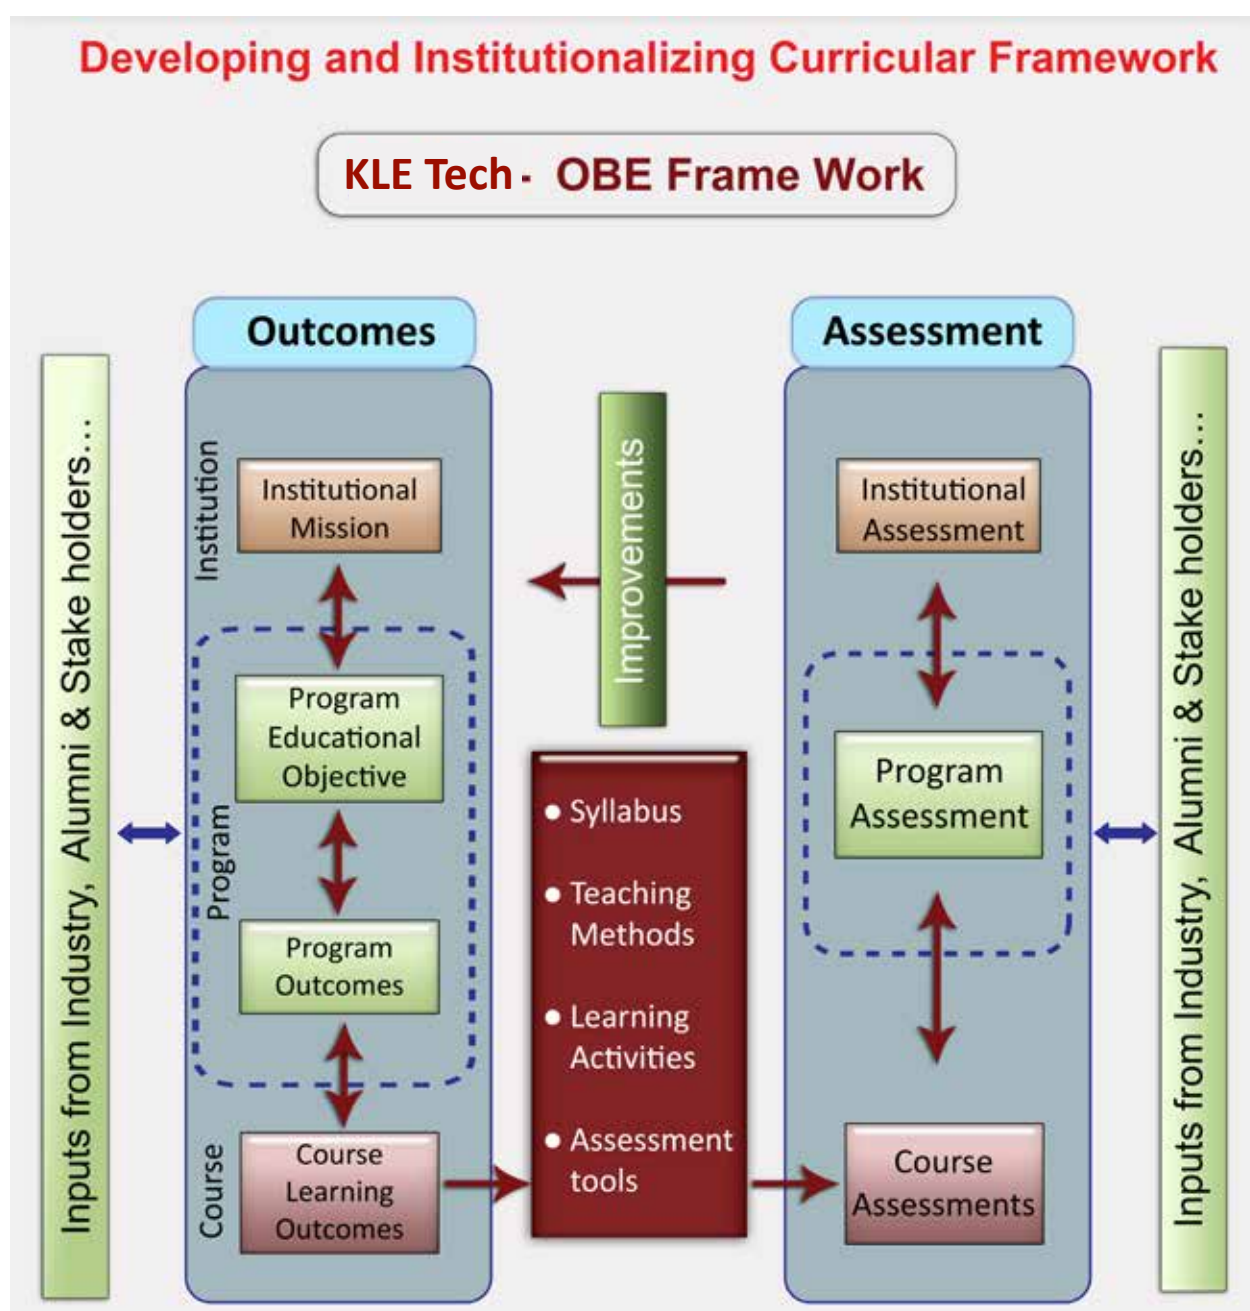 Developing and Institutionalizing Curricular Framework
KLE Tech - OBE Frame Work
Inputs from Industry, Alumni & Stake holders...
Outcomes
Institution
Institutional
Mission
Program
Program
Educational
Objective
Program
Outcomes
Course
Course
Learning
Outcomes
Improvements
● Syllabus
● Teaching
Methods
● Learning
Activities
● Assessment
tools
Assessment
Institutional
Assessment
Program
Assessment
Course
Assessments
Inputs from Industry, Alumni & Stake holders...